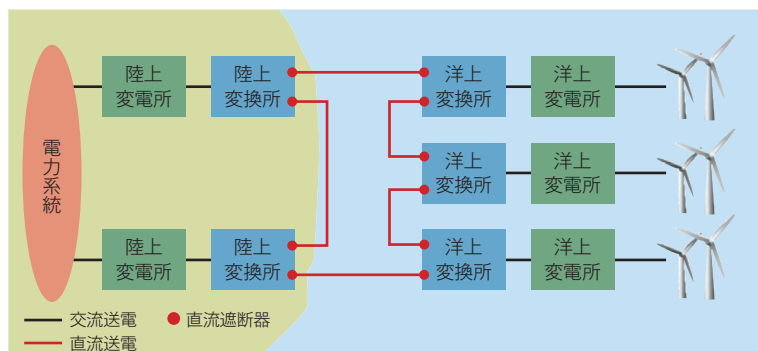 電力系統
陸上
変電所
陸上
変換所
洋上
変換所
洋上
変電所
洋上
変換所
洋上
変電所
陸上
変電所
陸上
変換所
洋上
変換所
洋上
変電所
交流送電
直流遮断器
直流送電